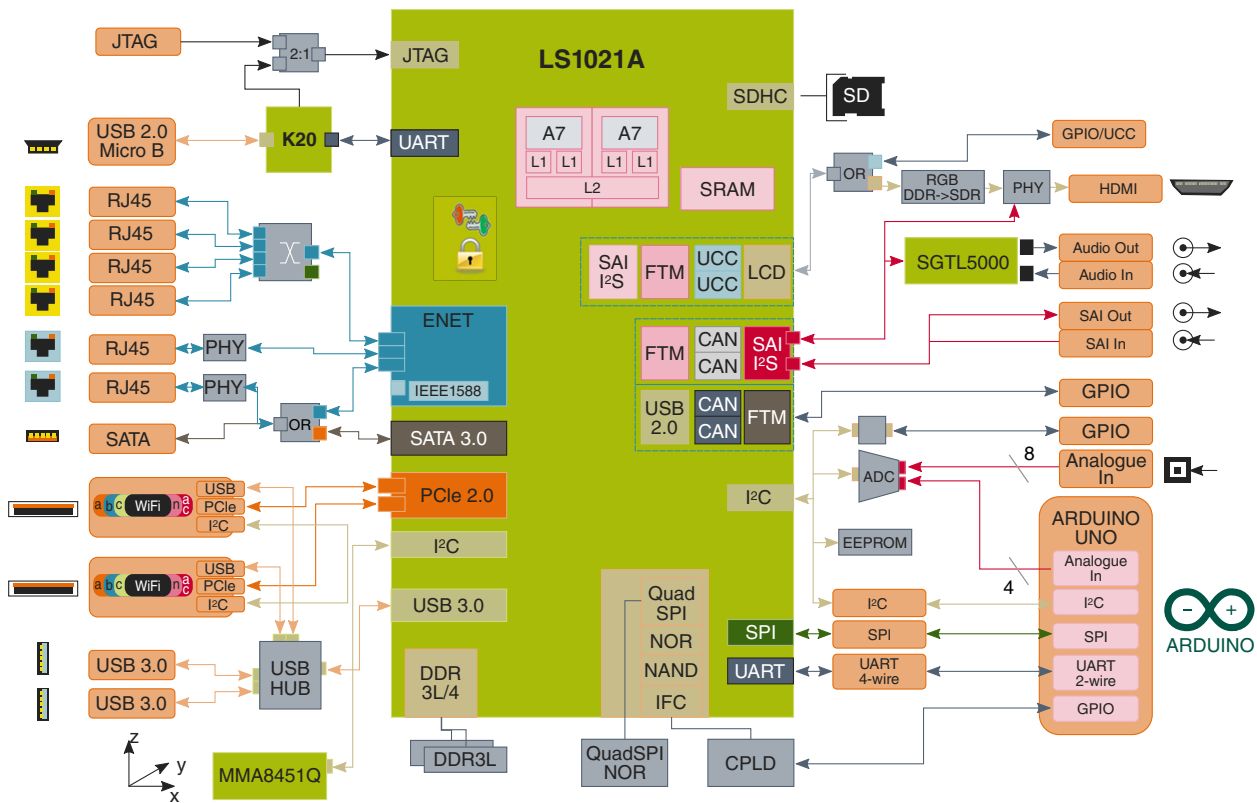 JTAG
2:1
JTAG
LS1021A
SDHC
SD
USB 2.0
Micro B
K20
UART
A7
A7
L1
L1
L1
L1
L2
SRAM
GPIO/UCC
OR
RGB
DDR->SDR
PHY
HDMI
RJ45
RJ45
RJ45
RJ45
SAI
I²S
FTM
UCC
UCC
LCD
SGTL5000
Audio Out
Audio In
SAI Out
SAI In
ENET
IEEE1588
FTM
CAN
CAN
SAI
I²S
RJ45
PHY
RJ45
PHY
OR
SATA
SATA 3.0
USB
2.0
CAN
CAN
FTM
GPIO
GPIO
8
ADC
Analogue
In
a
b
c
WiFi
n
a
c
USB
PCIe
I²C
PCIe 2.0
I²C
I²C
EEPROM
ARDUINO
UNO
Analogue
In
4
a
b
c
WiFi
n
a
c
USB
PCIe
I²C
USB 3.0
Quad
SPI
NOR
NAND
IFC
I²C
I²C
SPI
SPI
SPI
UART
UART
4-wire
UART
2-wire
GPIO
− +
ARDUINO
USB 3.0
USB 3.0
USB
HUB
DDR
3L/4
DDR3L
QuadSPI
NOR
CPLD
z
y
x
MMA8451Q